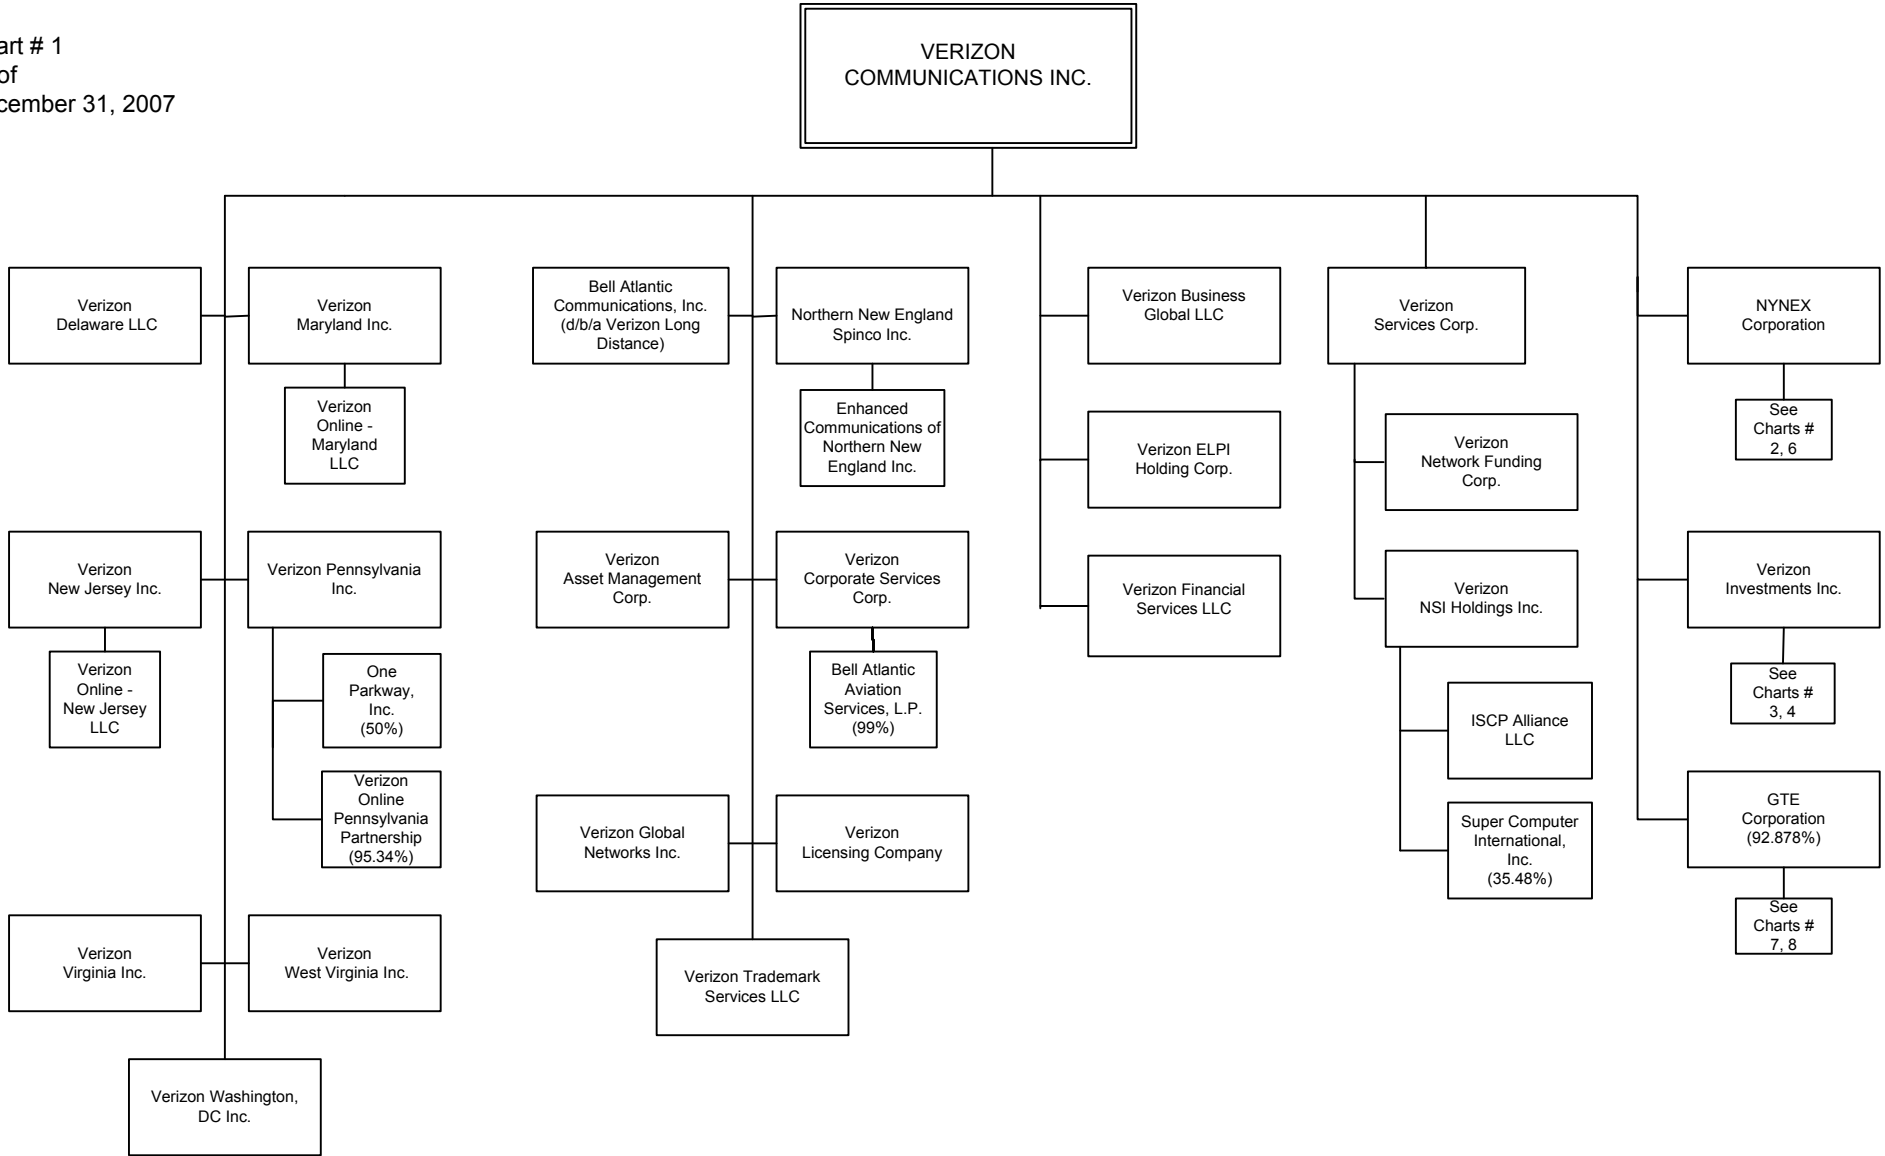 art # 1
of
cember 31, 2007
VERIZON
COMMUNICATIONS INC.
Verizon
Delaware LLC
Verizon
Maryland Inc.
Verizon
Online -
Maryland
LLC
Verizon
New Jersey Inc.
Verizon
Online -
New Jersey
LLC
Verizon Pennsylvania
Inc.
One
Parkway,
Inc.
(50%)
Verizon
Online
Pennsylvania
Partnership
(95.34%)
Verizon
Virginia Inc.
Verizon
West Virginia Inc.
Verizon Washington,
DC Inc.
Bell Atlantic
Communications, Inc.
(d/b/a Verizon Long
Distance)
Northern New England
Spinco Inc.
Enhanced
Communications of
Northern New
England Inc.
Verizon
Asset Management
Corp.
Verizon
Corporate Services
Corp.
Bell Atlantic
Aviation
Services, L.P.
(99%)
Verizon Global
Networks Inc.
Verizon
Licensing Company
Verizon Trademark
Services LLC
Verizon Business
Global LLC
Verizon ELPI
Holding Corp.
Verizon Financial
Services LLC
Verizon
Services Corp.
Verizon
Network Funding
Corp.
Verizon
NSI Holdings Inc.
ISCP Alliance
LLC
Super Computer
International,
Inc.
(35.48%)
NYNEX
Corporation
See
Charts #
2, 6
Verizon
Investments Inc.
See
Charts #
3, 4
GTE
Corporation
(92.878%)
See
Charts #
7, 8